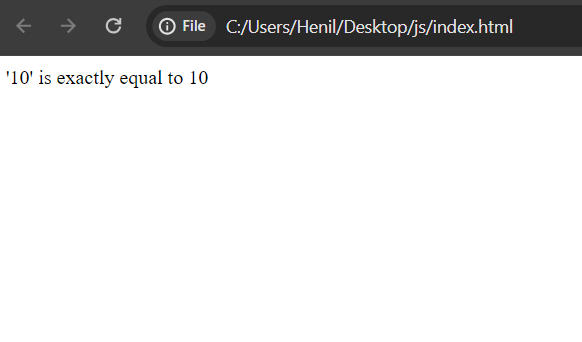 File C:/Users/Henil/Desktop/js/index.html
'10' is exactly equal to 10